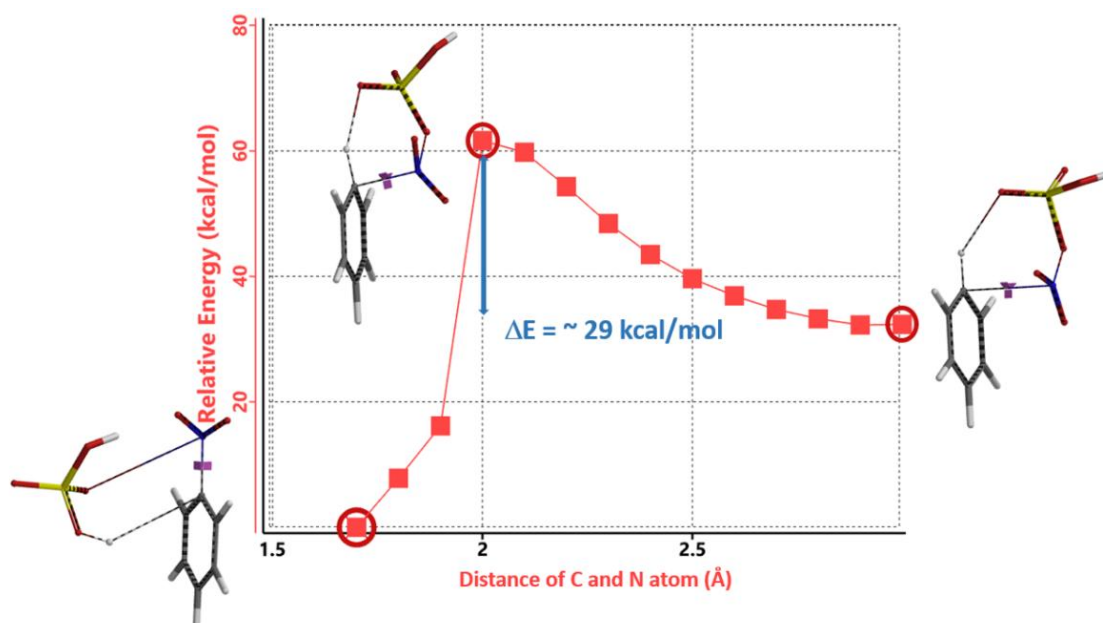 80
60
40
20
Relative Energy (kcal/mol)
ΔE = ~ 29 kcal/mol
1.5
2
2.5
Distance of C and N atom (Å)